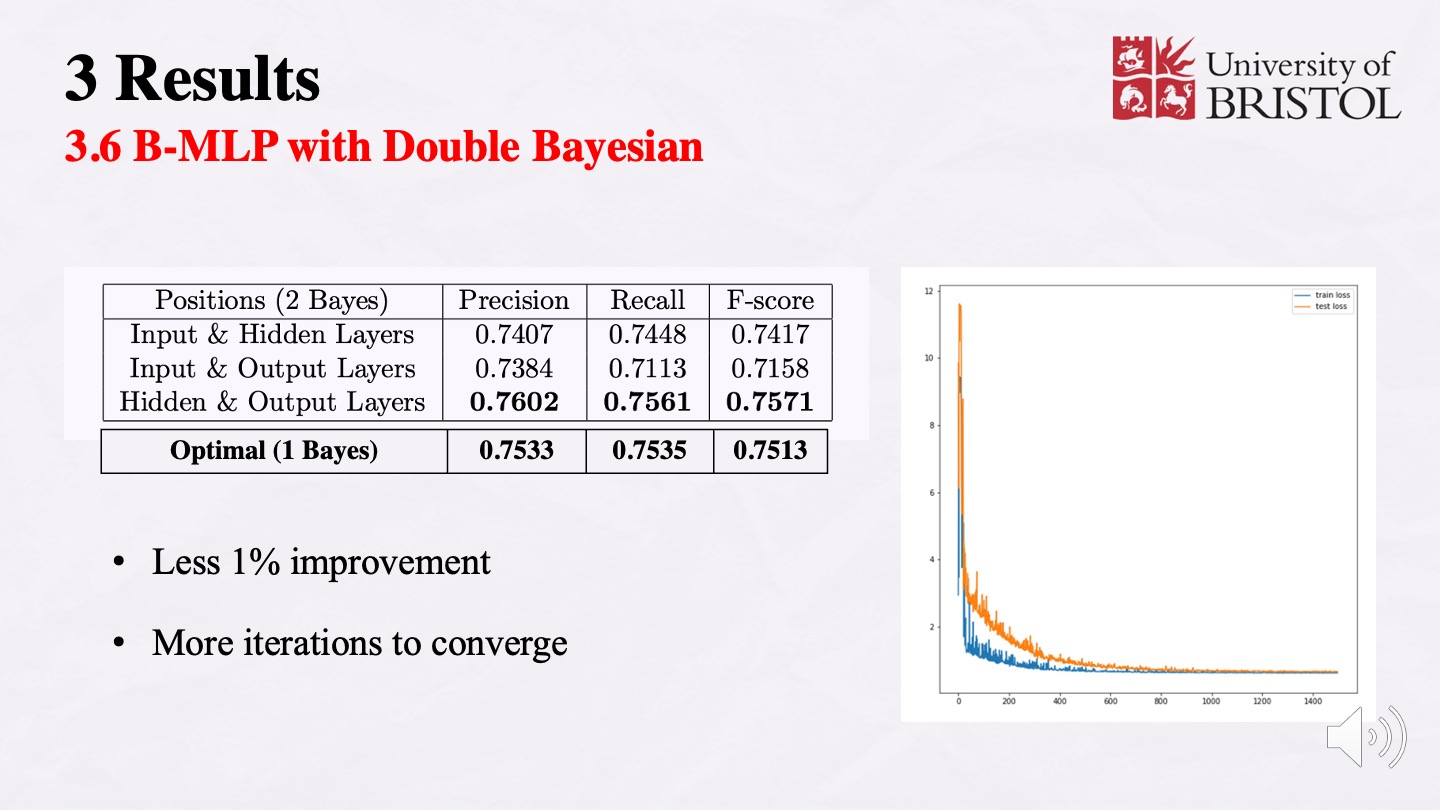 3 Results
3.6 B-MLP with Double Bayesian
University of
BRISTOL
Positions (2 Bayes) Precision Recall F-score
Input & Hidden Layers 0.7407 0.7448 0.7417
Input & Output Layers 0.7384 0.7113 0.7158
Hidden & Output Layers 0.7602 0.7561 0.7571
Optimal (1 Bayes) 0.7533 0.7535 0.7513
• Less 1% improvement
• More iterations to converge
train loss
test loss
12
10
8
6
4
2
0 200 400 600 800 1000 1200 1400